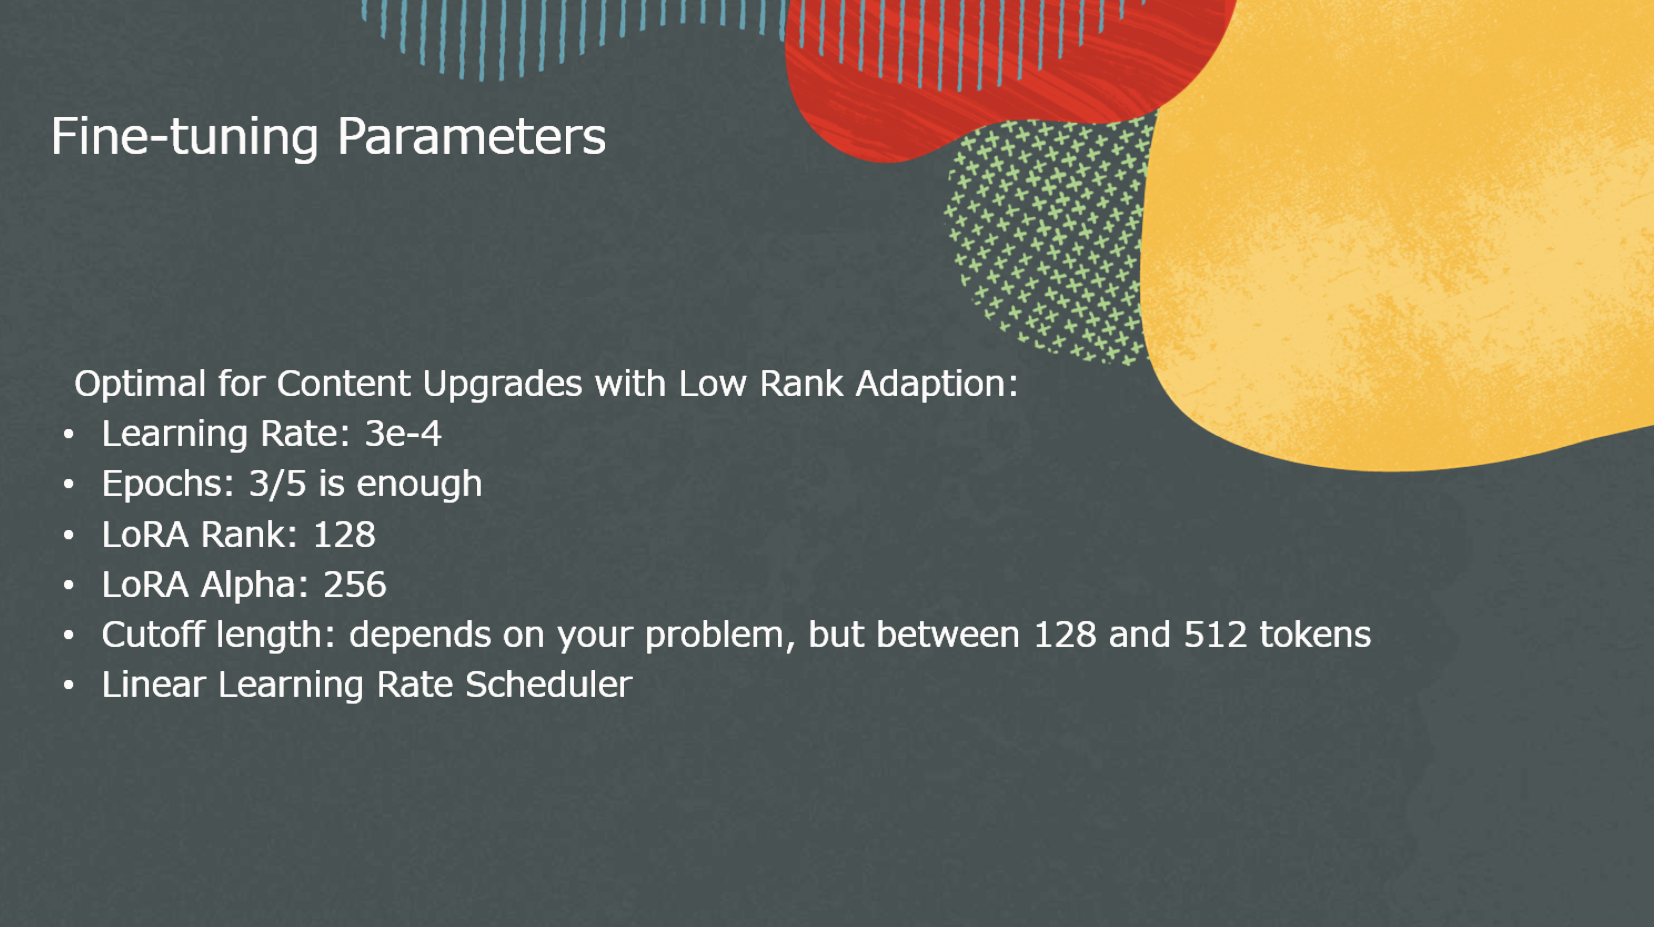 Fine-tuning Parameters
Optimal for Content Upgrades with Low Rank Adaption:
• Learning Rate: 3e-4
• Epochs: 3/5 is enough
• LoRA Rank: 128
• LoRA Alpha: 256
• Cutoff length: depends on your problem, but between 128 and 512 tokens
• Linear Learning Rate Scheduler